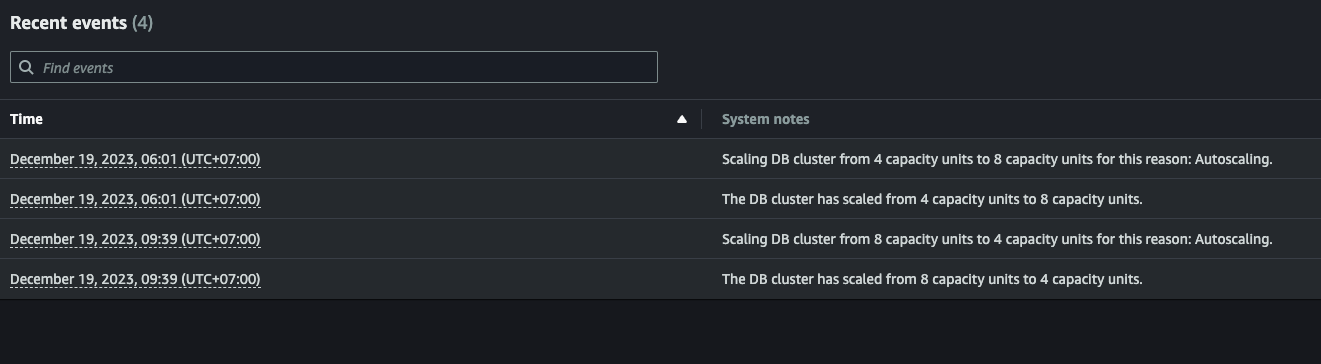 Recent events (4)
Find events
Time
System notes
December 19, 2023, 06:01 (UTC+07:00)
Scaling DB cluster from 4 capacity units to 8 capacity units for this reason: Autoscaling.
December 19, 2023, 06:01 (UTC+07:00)
The DB cluster has scaled from 4 capacity units to 8 capacity units.
December 19, 2023, 09:39 (UTC+07:00)
Scaling DB cluster from 8 capacity units to 4 capacity units for this reason: Autoscaling.
December 19, 2023, 09:39 (UTC+07:00)
The DB cluster has scaled from 8 capacity units to 4 capacity units.